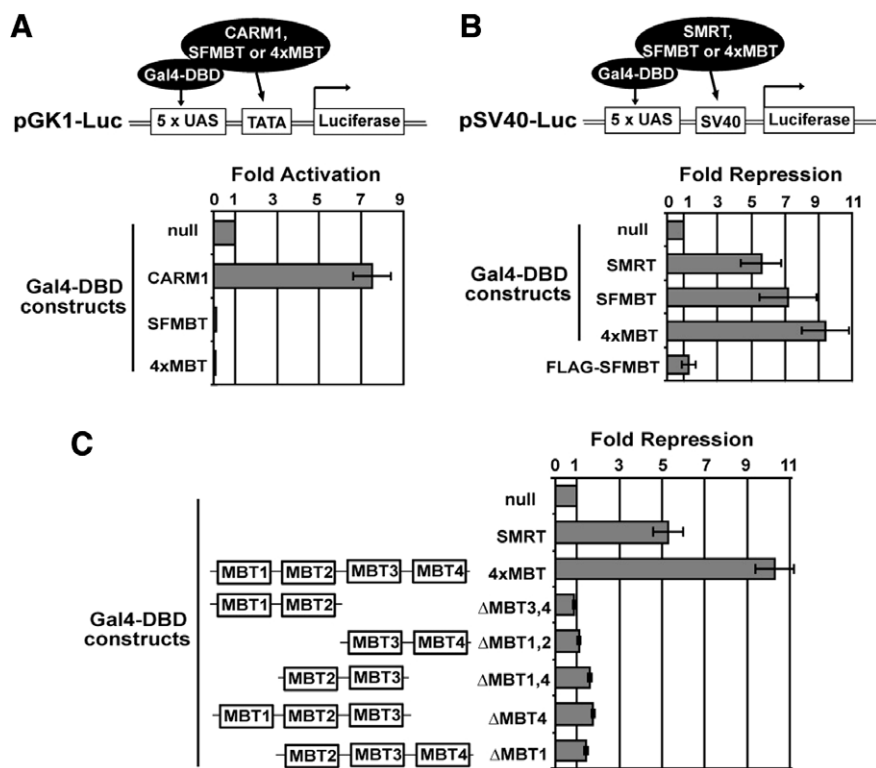 A
CARM1,
SFMBT or 4xMBT
Gal4-DBD
pGK1-Luc
5 x UAS
TATA
Luciferase
Fold Activation
0 1 3 5 7 9
null
CARM1
SFMBT
4xMBT
Gal4-DBD
constructs
B
SMRT,
SFMBT or 4xMBT
Gal4-DBD
pSV40-Luc
5 x UAS
SV40
Luciferase
Fold Repression
0 1 3 5 7 9 11
null
SMRT
SFMBT
4xMBT
FLAG-SFMBT
Gal4-DBD
constructs
C
Fold Repression
0 1 3 5 7 9 11
Gal4-DBD
constructs
null
SMRT
MBT1 MBT2 MBT3 MBT4 4xMBT
MBT1 MBT2 ΔMBT3,4
MBT3 MBT4 ΔMBT1,2
MBT2 MBT3 ΔMBT1,4
MBT1 MBT2 MBT3 ΔMBT4
MBT2 MBT3 MBT4 ΔMBT1